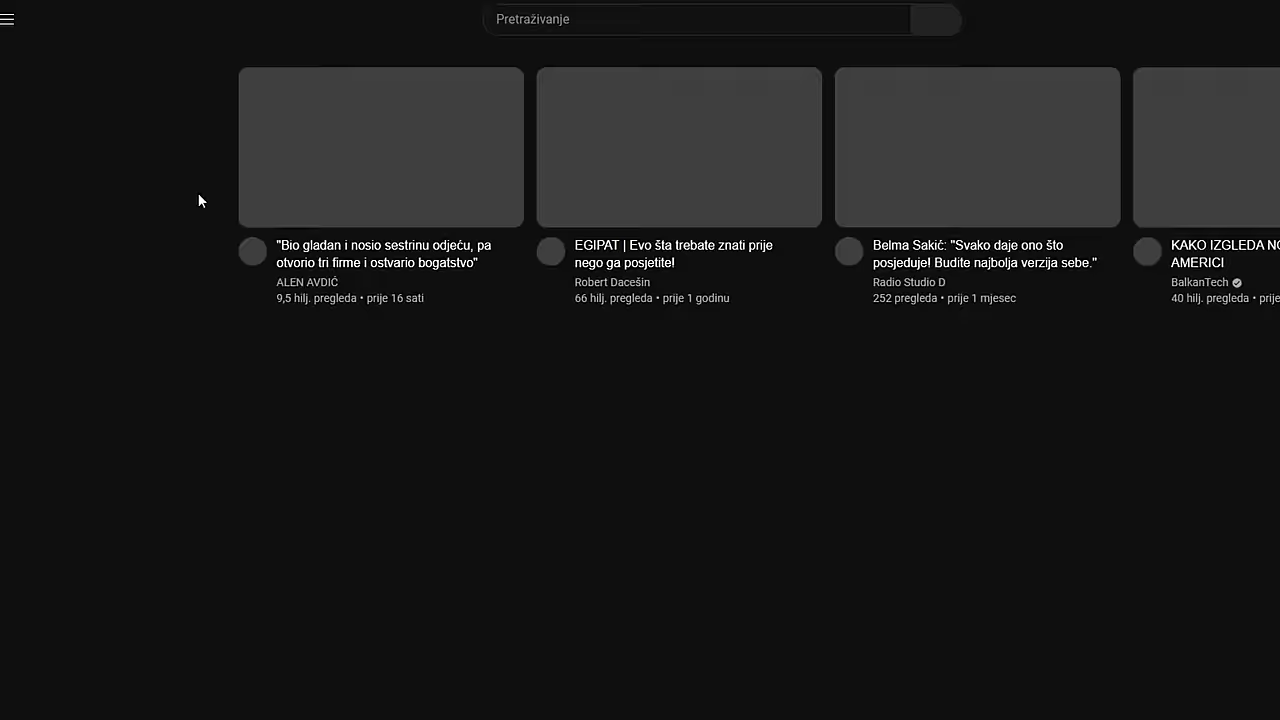 Pretraživanje
"Bio gladan i nosio sestrinu odjeću, pa
otvorio tri firme i ostvario bogatstvo"
ALEN AVDIĆ
9,5 hilj. pregleda • prije 16 sati
EGIPAT | Evo šta trebate znati prije
nego ga posjetite!
Robert Dacešin
66 hilj. pregleda • prije 1 godinu
Belma Sakić: "Svako daje ono što
posjeduje! Budite najbolja verzija sebe."
Radio Studio D
252 pregleda • prije 1 mjesec
KAKO IZGLEDA NO
AMERICI
BalkanTech
40 hilj. pregleda • prije